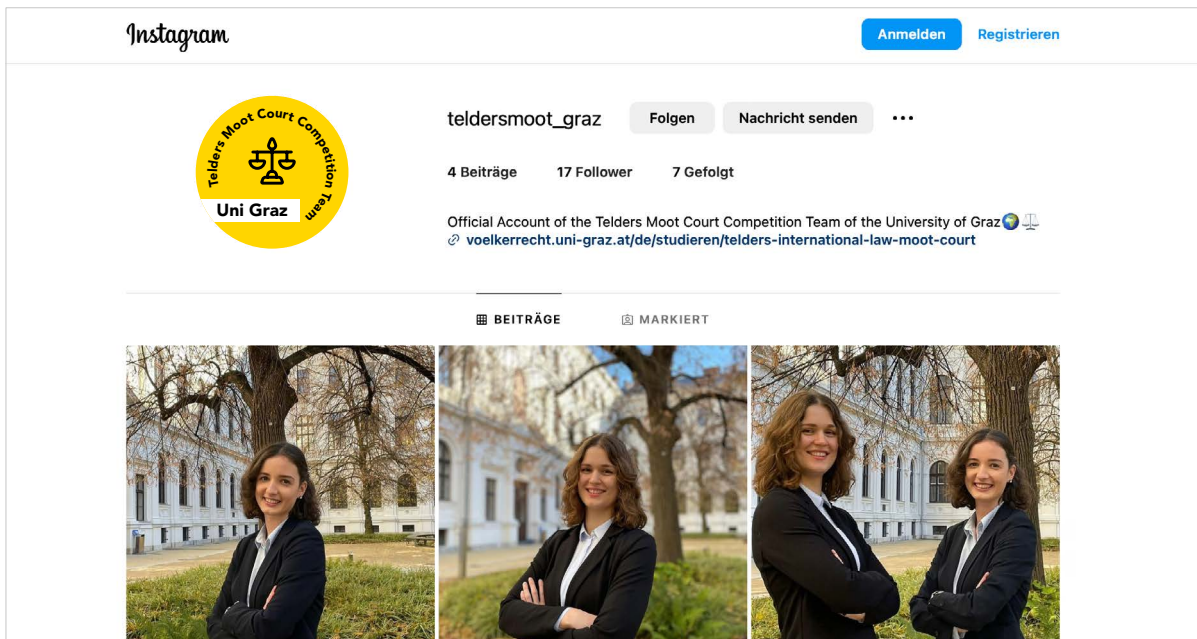 Instagram
Anmelden
Registrieren
Telders Moot Court Competition Team
Uni Graz
teldersmoot_graz
Folgen
Nachricht senden
4 Beiträge
17 Follower
7 Gefolgt
Official Account of the Telders Moot Court Competition Team of the University of Graz🌍⚖️
voelkerrecht.uni-graz.at/de/studieren/telders-international-law-moot-court
BEITRÄGE
MARKIERT